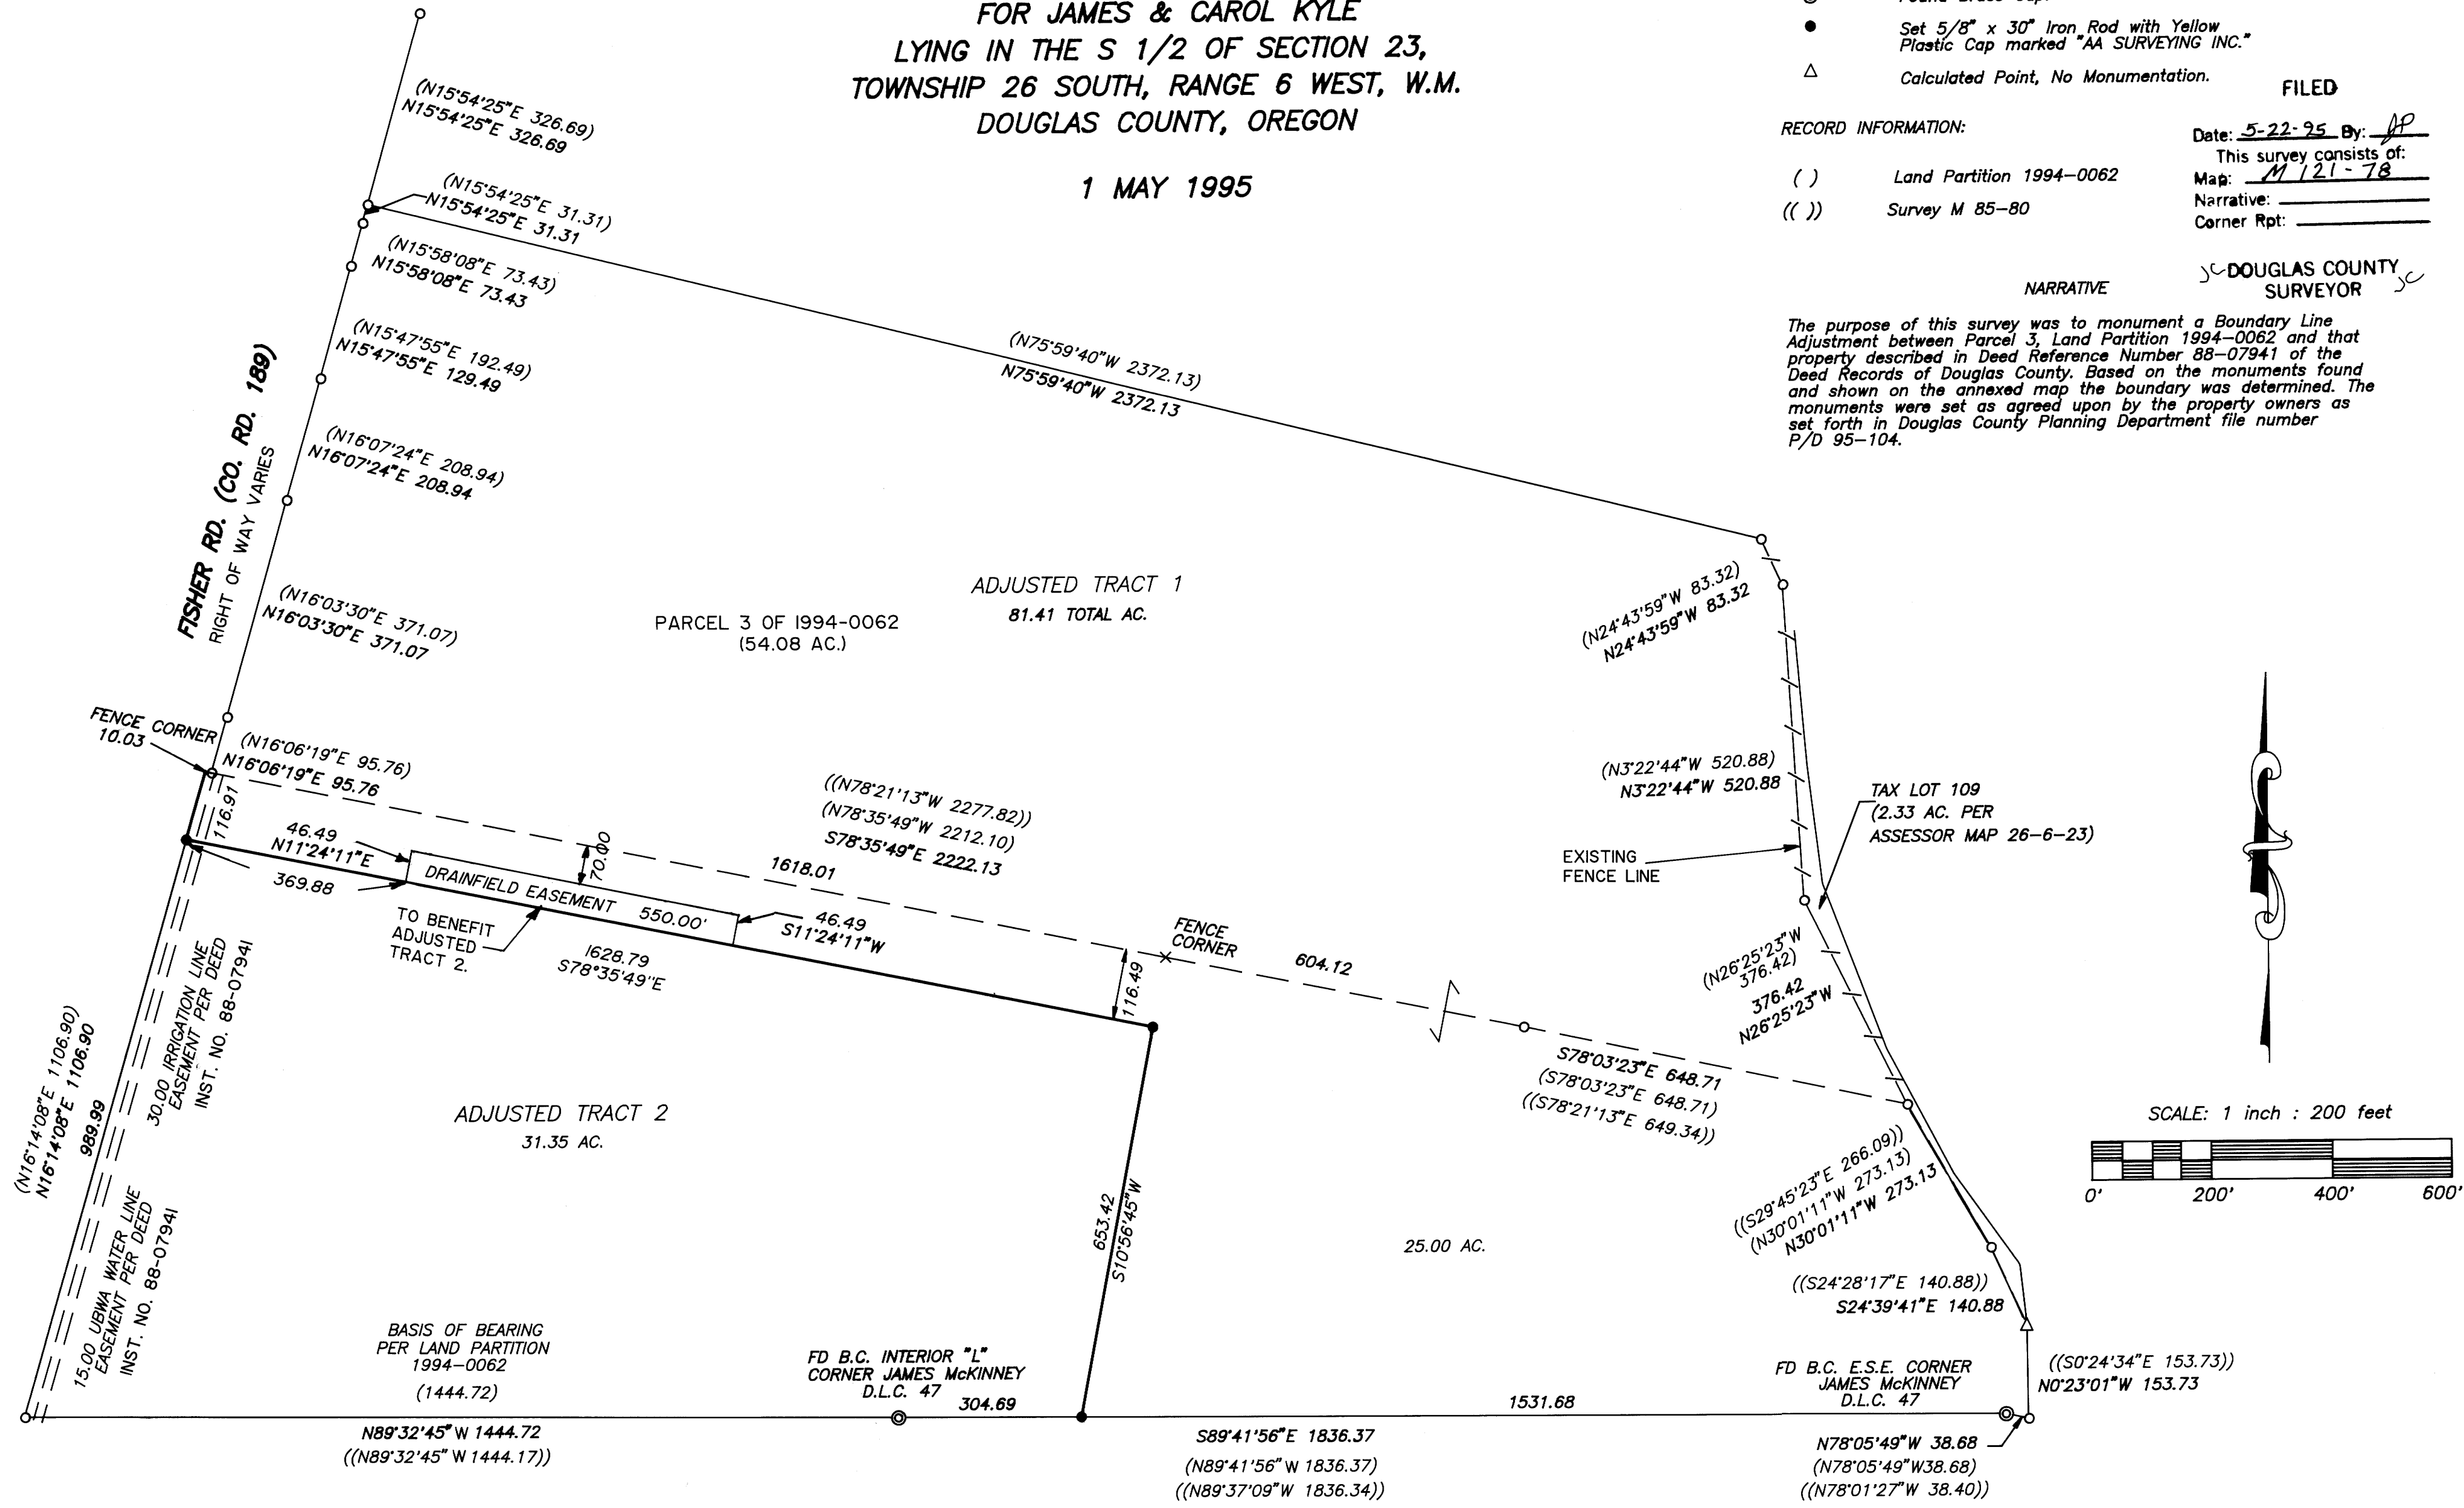 FOR JAMES & CAROL KYLE
LYING IN THE S 1/2 OF SECTION 23,
TOWNSHIP 26 SOUTH, RANGE 6 WEST, W.M.
DOUGLAS COUNTY, OREGON
1 MAY 1995
Set 5/8" x 30" Iron Rod with Yellow
Plastic Cap marked "AA SURVEYING INC."
Calculated Point, No Monumentation.
FILED
Date: 5-22-95 By: JP
This survey consists of:
Map: M 121-78
Narrative:
Corner Rpt:
JC DOUGLAS COUNTY JC
SURVEYOR
RECORD INFORMATION:
( ) Land Partition 1994-0062
(( )) Survey M 85-80
NARRATIVE
The purpose of this survey was to monument a Boundary Line
Adjustment between Parcel 3, Land Partition 1994-0062 and that
property described in Deed Reference Number 88-07941 of the
Deed Records of Douglas County. Based on the monuments found
and shown on the annexed map the boundary was determined. The
monuments were set as agreed upon by the property owners as
set forth in Douglas County Planning Department file number
P/D 95-104.
(N15°54'25"E 326.69)
N15°54'25"E 326.69
(N15°54'25"E 31.31)
N15°54'25"E 31.31
(N15°58'08"E 73.43)
N15°58'08"E 73.43
(N15°47'55"E 192.49)
N15°47'55"E 129.49
(N16°07'24"E 208.94)
N16°07'24"E 208.94
(N16°03'30"E 371.07)
N16°03'30"E 371.07
FISHER RD. (CO. RD. 189)
RIGHT OF WAY VARIES
(N75°59'40"W 2372.13)
N75°59'40"W 2372.13
ADJUSTED TRACT 1
81.41 TOTAL AC.
PARCEL 3 OF 1994-0062
(54.08 AC.)
(N24°43'59"W 83.32)
N24°43'59"W 83.32
(N3°22'44"W 520.88)
N3°22'44"W 520.88
TAX LOT 109
(2.33 AC. PER
ASSESSOR MAP 26-6-23)
EXISTING
FENCE LINE
FENCE CORNER
10.03
(N16°06'19"E 95.76)
N16°06'19"E 95.76
116.91
((N78°21'13"W 2277.82))
(N78°35'49"W 2212.10)
S78°35'49"E 2222.13
1618.01
70.00
46.49
N11°24'11"E
369.88
DRAINFIELD EASEMENT 550.00'
46.49
S11°24'11"W
TO BENEFIT
ADJUSTED
TRACT 2.
1628.79
S78°35'49"E
FENCE
CORNER
604.12
116.49
(N26°25'23"W
376.42)
376.42
N26°25'23"W
S78°03'23"E 648.71
(S78°03'23"E 648.71)
((S78°21'13"E 649.34))
30.00 IRRIGATION LINE
EASEMENT PER DEED
INST. NO. 88-07941
(N16°14'08"E 1106.90)
N16°14'08"E 1106.90
989.99
15.00 UBWA WATER LINE
EASEMENT PER DEED
INST. NO. 88-07941
ADJUSTED TRACT 2
31.35 AC.
653.42
S10°56'45"W
25.00 AC.
((S29°45'23"E 266.09))
(N30°01'11"W 273.13)
N30°01'11"W 273.13
((S24°28'17"E 140.88))
S24°39'41"E 140.88
SCALE: 1 inch : 200 feet
0' 200' 400' 600'
BASIS OF BEARING
PER LAND PARTITION
1994-0062
(1444.72)
N89°32'45"W 1444.72
((N89°32'45"W 1444.17))
FD B.C. INTERIOR "L"
CORNER JAMES McKINNEY
D.L.C. 47
304.69
1531.68
S89°41'56"E 1836.37
(N89°41'56"W 1836.37)
((N89°37'09"W 1836.34))
FD B.C. E.S.E. CORNER
JAMES McKINNEY
D.L.C. 47
((S0°24'34"E 153.73))
N0°23'01"W 153.73
N78°05'49"W 38.68
(N78°05'49"W38.68)
((N78°01'27"W 38.40))